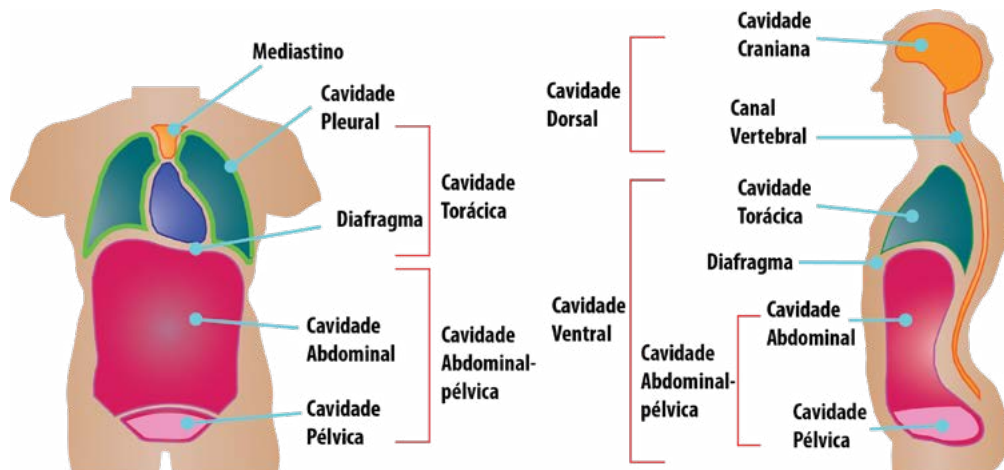 Mediastino
Cavidade
Pleural
Cavidade
Torácica
Diafragma
Cavidade
Abdominal
Cavidade
Abdominal-
pélvica
Cavidade
Pélvica
Cavidade
Craniana
Cavidade
Dorsal
Canal
Vertebral
Cavidade
Torácica
Diafragma
Cavidade
Ventral
Cavidade
Abdominal
Cavidade
Abdominal-
pélvica
Cavidade
Pélvica